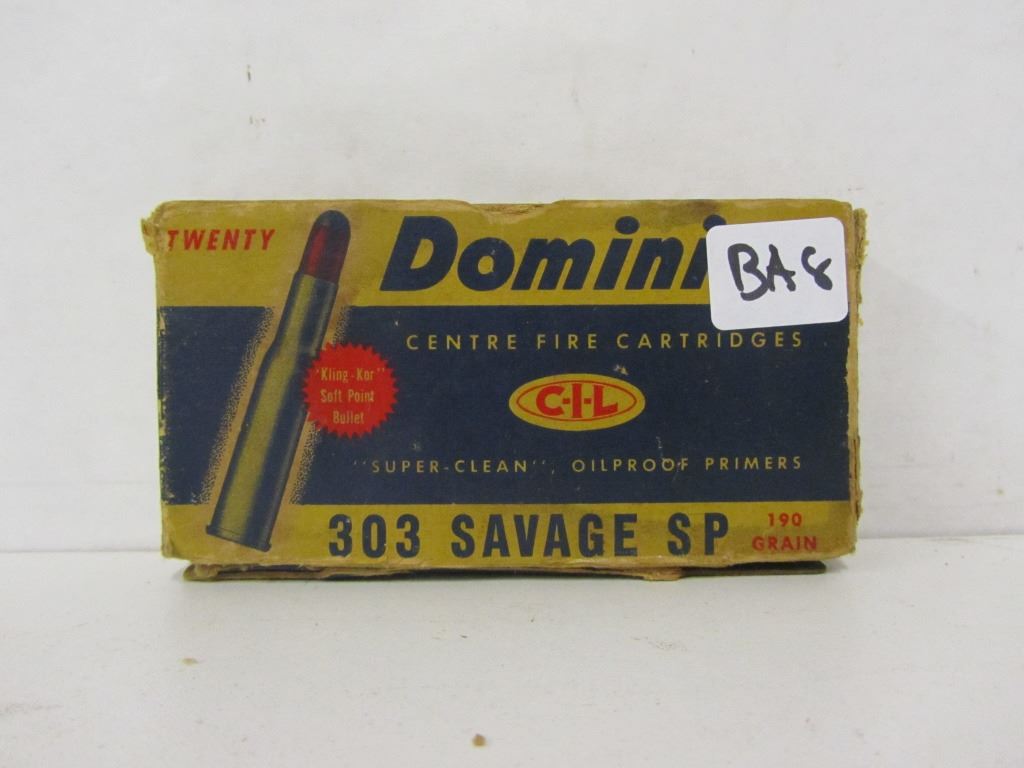 TWENTY
Domini
BA8
CENTRE FIRE CARTRIDGES
"Kling-Kor"
Soft Point
Bullet
C-I-L
"SUPER-CLEAN", OILPROOF PRIMERS
303 SAVAGE SP
190
GRAIN